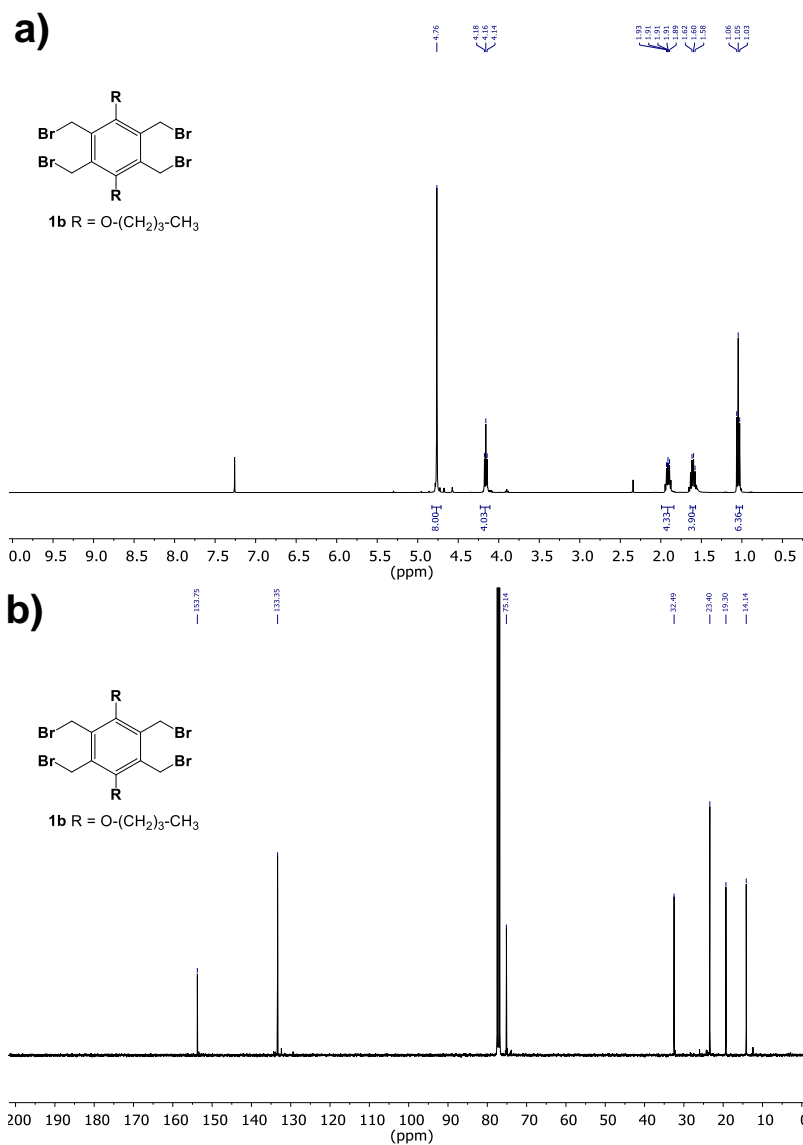 a)
4.76
4.18
4.16
4.14
1.93
1.91
1.91
1.91
1.89
1.62
1.60
1.58
1.06
1.05
1.03
R
Br Br
Br Br
R
1b R = O-(CH2)3-CH3
8.00
4.03
4.33
3.90
6.36
0.0 9.5 9.0 8.5 8.0 7.5 7.0 6.5 6.0 5.5 5.0 4.5 4.0 3.5 3.0 2.5 2.0 1.5 1.0 0.5
(ppm)
b)
153.75
133.35
75.14
32.49
23.40
19.30
14.14
R
Br Br
Br Br
R
1b R = O-(CH2)3-CH3
200 190 180 170 160 150 140 130 120 110 100 90 80 70 60 50 40 30 20 10 0
(ppm)